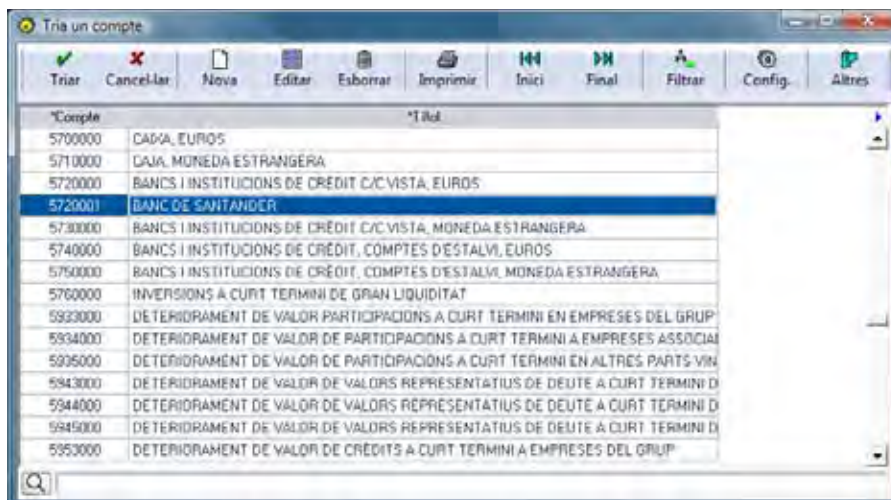 Tria un compte
Triar Cancel·lar Nova Editar Esborrar Imprimir Inici Final Filtrar Config. Altres
*Compte *Títol
5700000 CAIXA, EUROS
5710000 CAJA, MONEDA ESTRANGERA
5720000 BANCS I INSTITUCIONS DE CRÈDIT C/C VISTA, EUROS
5720001 BANC DE SANTANDER
5730000 BANCS I INSTITUCIONS DE CRÈDIT C/C VISTA, MONEDA ESTRANGERA
5740000 BANCS I INSTITUCIONS DE CRÈDIT, COMPTES D'ESTALVI, EUROS
5750000 BANCS I INSTITUCIONS DE CRÈDIT, COMPTES D'ESTALVI, MONEDA ESTRANGERA
5760000 INVERSIONS A CURT TERMINI DE GRAN LIQUIDITAT
5933000 DETERIORAMENT DE VALOR PARTICIPACIONS A CURT TERMINI EN EMPRESES DEL GRUP
5934000 DETERIORAMENT DE VALOR DE PARTICIPACIONS A CURT TERMINI A EMPRESES ASSOCIA
5935000 DETERIORAMENT DE VALOR DE PARTICIPACIONS A CURT TERMINI EN ALTRES PARTS VIN
5943000 DETERIORAMENT DE VALOR DE VALORS REPRESENTATIUS DE DEUTE A CURT TERMINI D
5944000 DETERIORAMENT DE VALOR DE VALORS REPRESENTATIUS DE DEUTE A CURT TERMINI D
5945000 DETERIORAMENT DE VALOR DE VALORS REPRESENTATIUS DE DEUTE A CURT TERMINI D
5953000 DETERIORAMENT DE VALOR DE CRÈDITS A CURT TERMINI A EMPRESES DEL GRUP